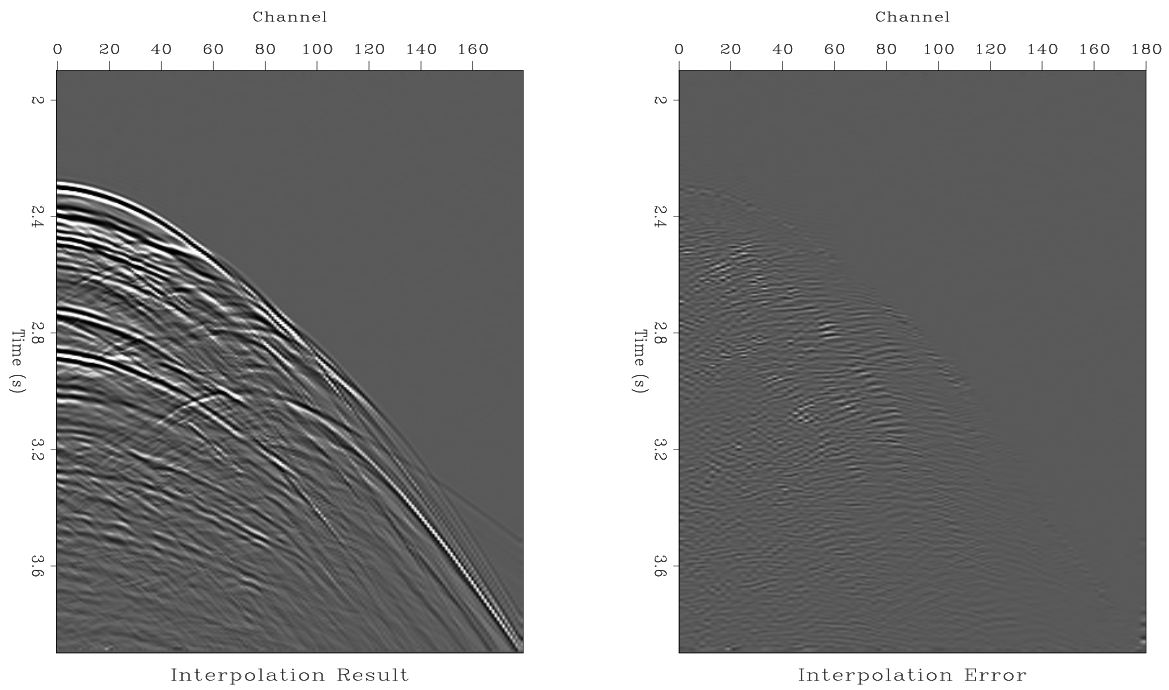 Channel
0 20 40 60 80 100 120 140 160
2
2.4
2.8
3.2
3.6
Time (s)
Interpolation Result
Channel
0 20 40 60 80 100 120 140 160 180
2
2.4
2.8
3.2
3.6
Time (s)
Interpolation Error